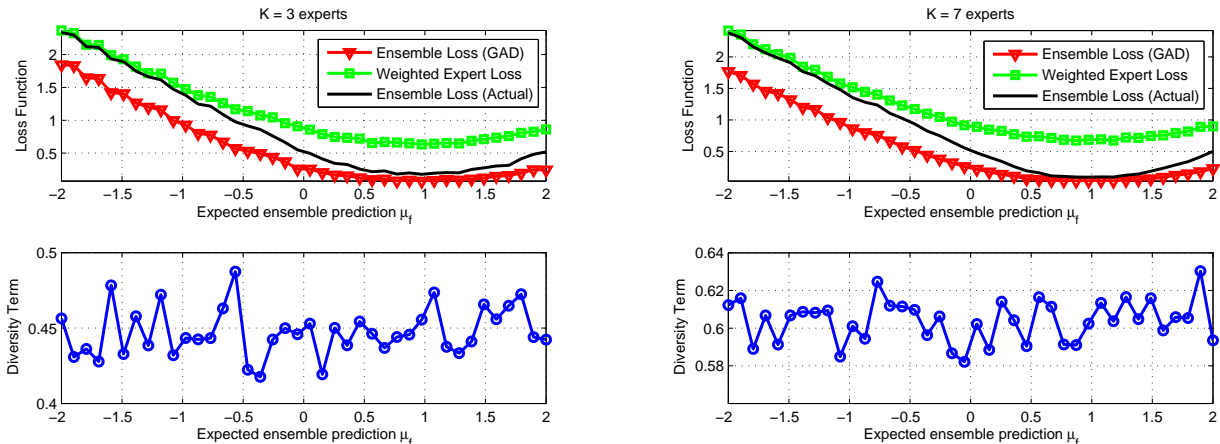 K = 3 experts
Loss Function
2
1.5
1
0.5
Ensemble Loss (GAD)
Weighted Expert Loss
Ensemble Loss (Actual)
−2 −1.5 −1 −0.5 0 0.5 1 1.5 2
Expected ensemble prediction μf
Diversity Term
0.5
0.45
0.4
−2 −1.5 −1 −0.5 0 0.5 1 1.5 2
Expected ensemble prediction μf
K = 7 experts
Loss Function
2
1.5
1
0.5
Ensemble Loss (GAD)
Weighted Expert Loss
Ensemble Loss (Actual)
−2 −1.5 −1 −0.5 0 0.5 1 1.5 2
Expected ensemble prediction μf
Diversity Term
0.64
0.62
0.6
0.58
0.56
−2 −1.5 −1 −0.5 0 0.5 1 1.5 2
Expected ensemble prediction μf